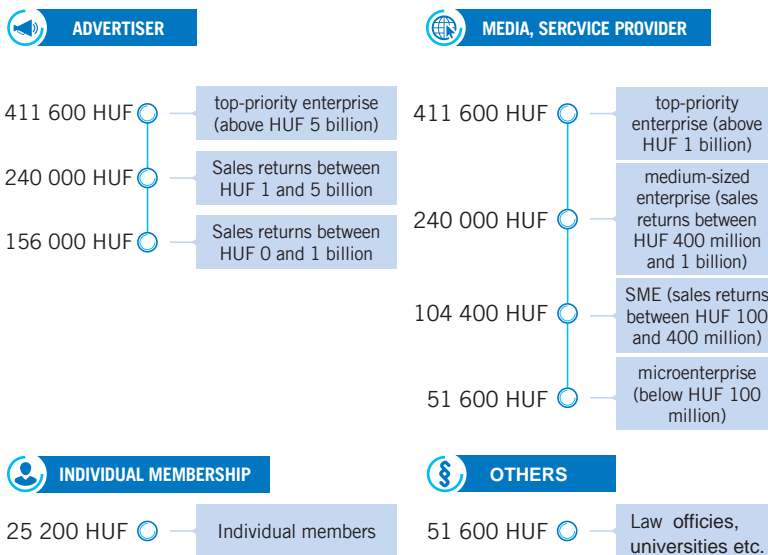 ADVERTISER
411 600 HUF
top-priority enterprise
(above HUF 5 billion)
240 000 HUF
Sales returns between
HUF 1 and 5 billion
156 000 HUF
Sales returns between
HUF 0 and 1 billion
MEDIA, SERCVICE PROVIDER
411 600 HUF
top-priority
enterprise (above
HUF 1 billion)
240 000 HUF
medium-sized
enterprise (sales
returns between
HUF 400 million
and 1 billion)
104 400 HUF
SME (sales returns
between HUF 100
and 400 million)
51 600 HUF
microenterprise
(below HUF 100
million)
INDIVIDUAL MEMBERSHIP
25 200 HUF
Individual members
§ OTHERS
51 600 HUF
Law officies,
universities etc.